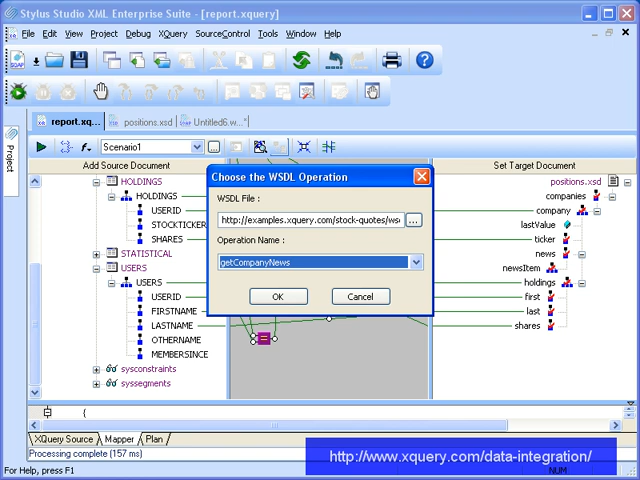 Stylus Studio XML Enterprise Suite - [report.xquery]
File Edit View Project Debug XQuery SourceControl Tools Window Help
SOAP
report.xq... positions.xsd Untitled6.w...*
Scenario1
Project
Add Source Document
Set Target Document
HOLDINGS
HOLDINGS
USERID
STOCKTICKER
SHARES
STATISTICAL
USERS
USERS
USERID
FIRSTNAME
LASTNAME
OTHERNAME
MEMBERSINCE
sysconstraints
syssegments
Choose the WSDL Operation
WSDL File :
http://examples.xquery.com/stock-quotes/ws
...
Operation Name :
getCompanyNews
OK Cancel
=
positions.xsd
companies
company
lastValue
ticker
news
newsItem
holdings
first
last
shares
{
XQuery Source Mapper Plan
Processing complete (157 ms)
http://www.xquery.com/data-integration/
For Help, press F1
NUM